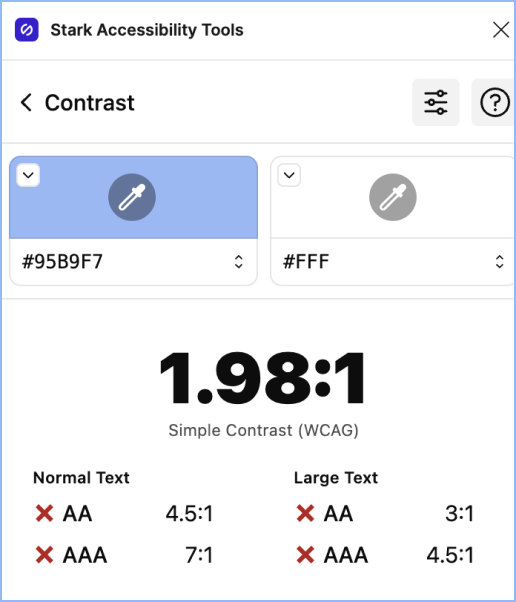 Stark Accessibility Tools
Contrast
#95B9F7 #FFF
1.98:1
Simple Contrast (WCAG)
Normal Text Large Text
AA 4.5:1 AA 3:1
AAA 7:1 AAA 4.5:1